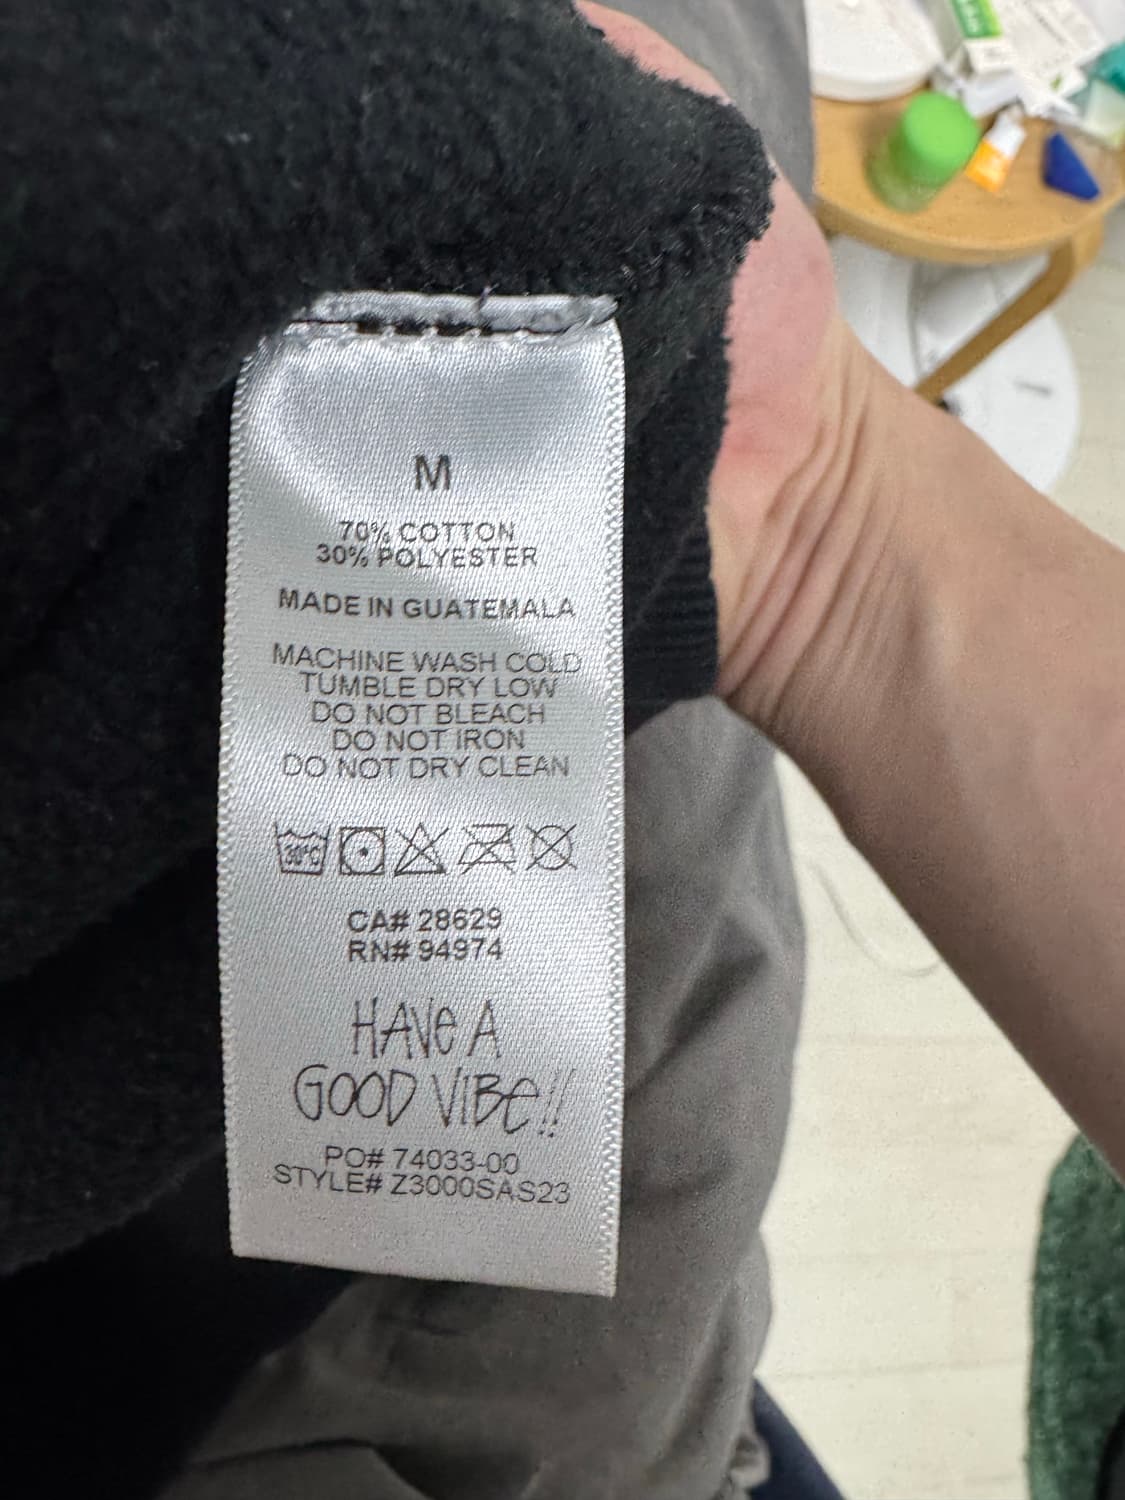 M
70% COTTON
30% POLYESTER
MADE IN GUATEMALA
MACHINE WASH COLD
TUMBLE DRY LOW
DO NOT BLEACH
DO NOT IRON
DO NOT DRY CLEAN
30°C
CA# 28629
RN# 94974
HAVe A
GOOD ViBe!!
PO# 74033-00
STYLE# Z3000SAS23